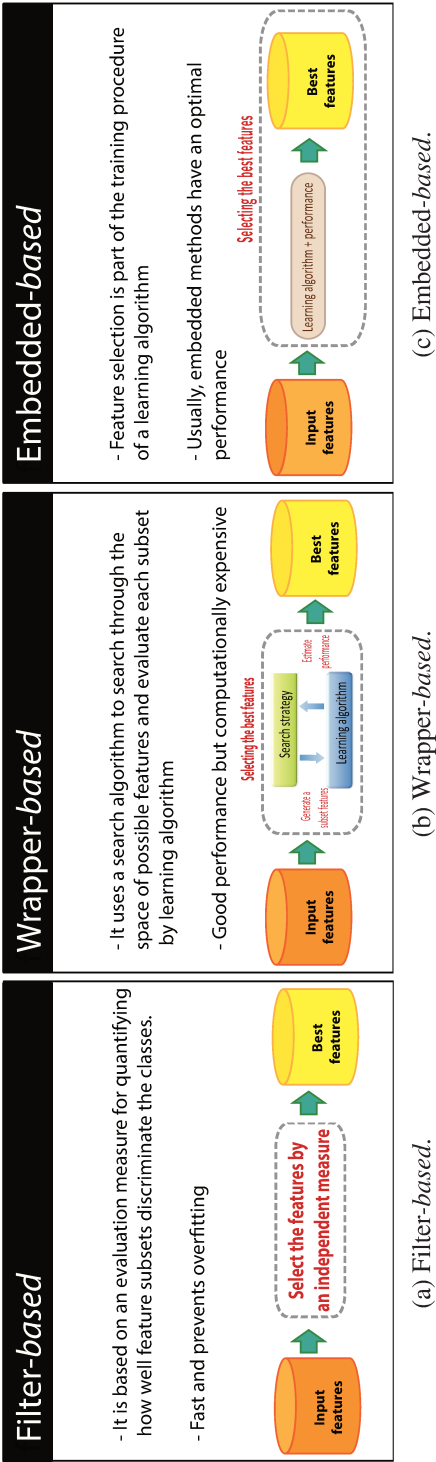 Filter-based
- It is based on an evaluation measure for quantifying
how well feature subsets discriminate the classes.
- Fast and prevents overfitting
Input
features
Select the features by
an independent measure
Best
features
(a) Filter-based.
Wrapper-based
- It uses a search algorithm to search through the
space of possible features and evaluate each subset
by learning algorithm
- Good performance but computationally expensive
Selecting the best features
Input
features
Generate a
subset features
Search strategy
Learning algorithm
Estimate
performance
Best
features
(b) Wrapper-based.
Embedded-based
- Feature selection is part of the training procedure
of a learning algorithm
- Usually, embedded methods have an optimal
performance
Selecting the best features
Input
features
Learning algorithm + performance
Best
features
(c) Embedded-based.